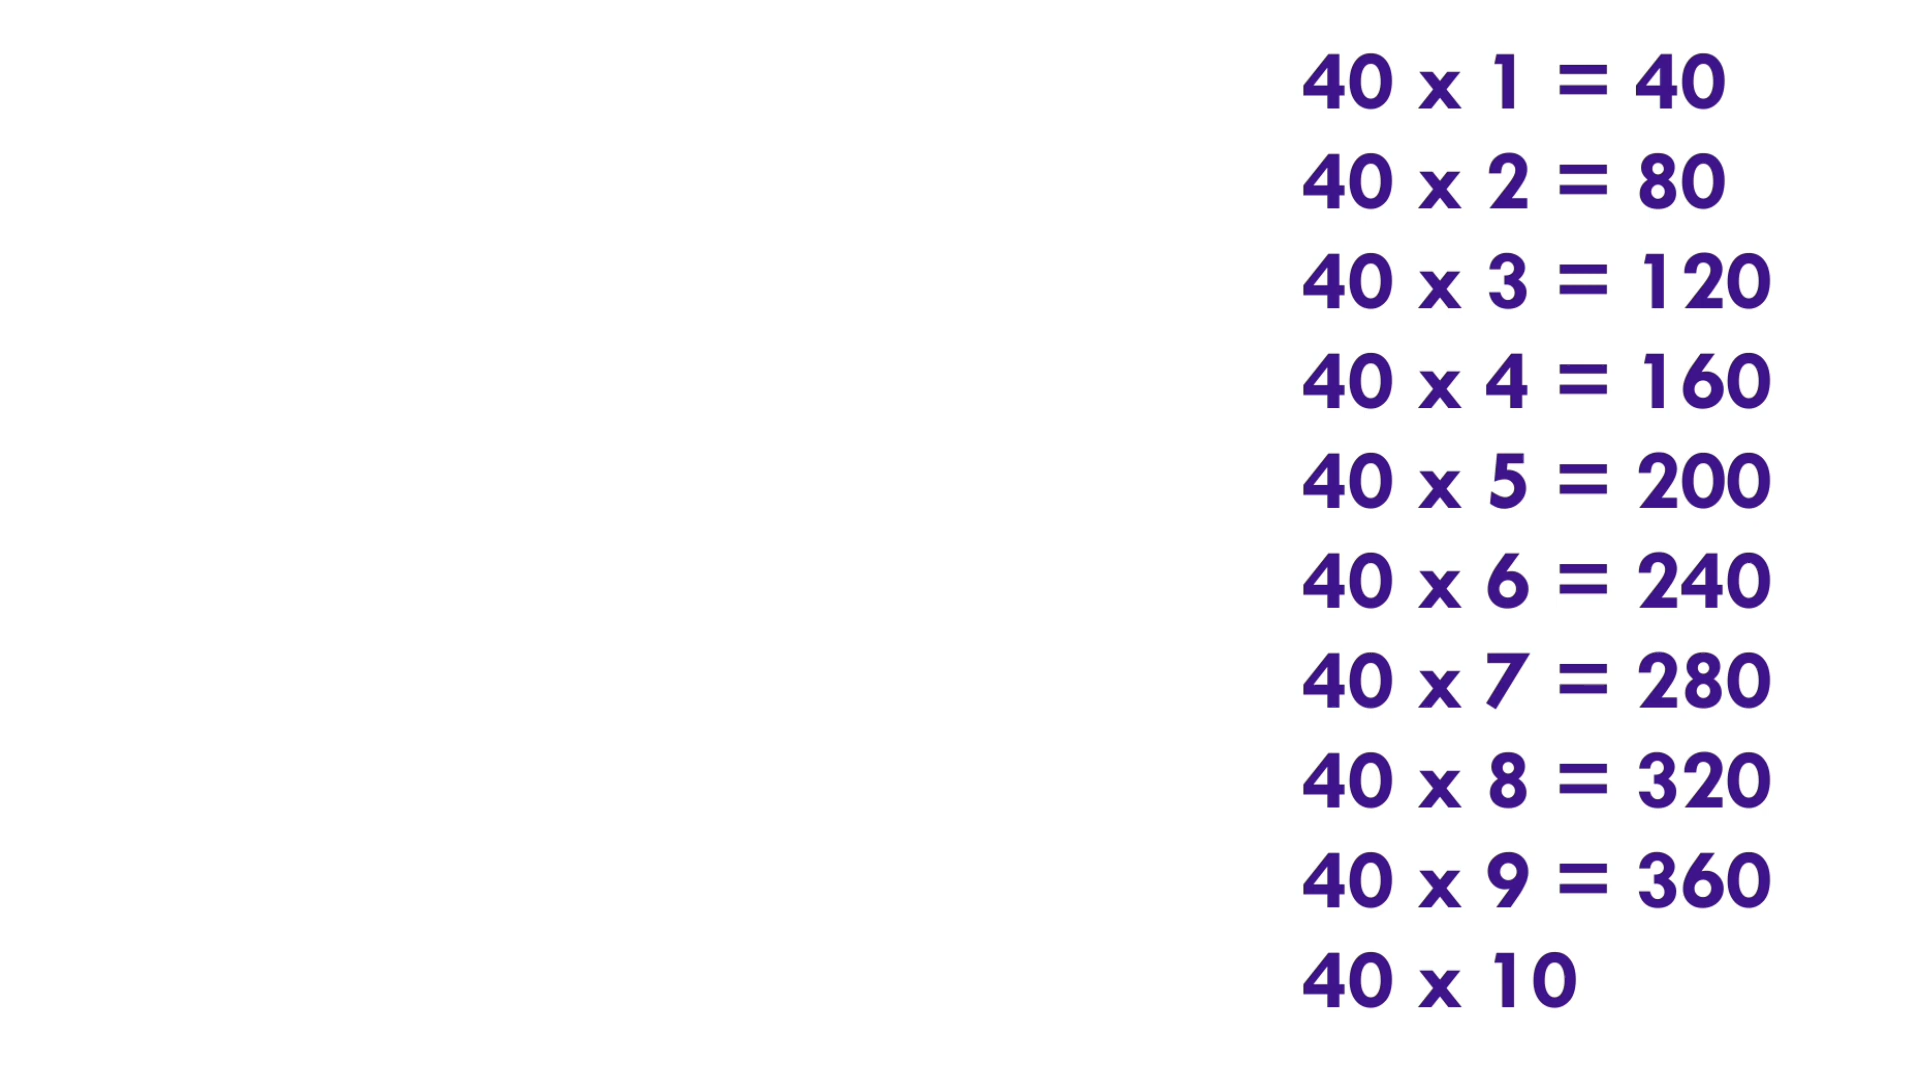 40 x 1 = 40
40 x 2 = 80
40 x 3 = 120
40 x 4 = 160
40 x 5 = 200
40 x 6 = 240
40 x 7 = 280
40 x 8 = 320
40 x 9 = 360
40 x 10